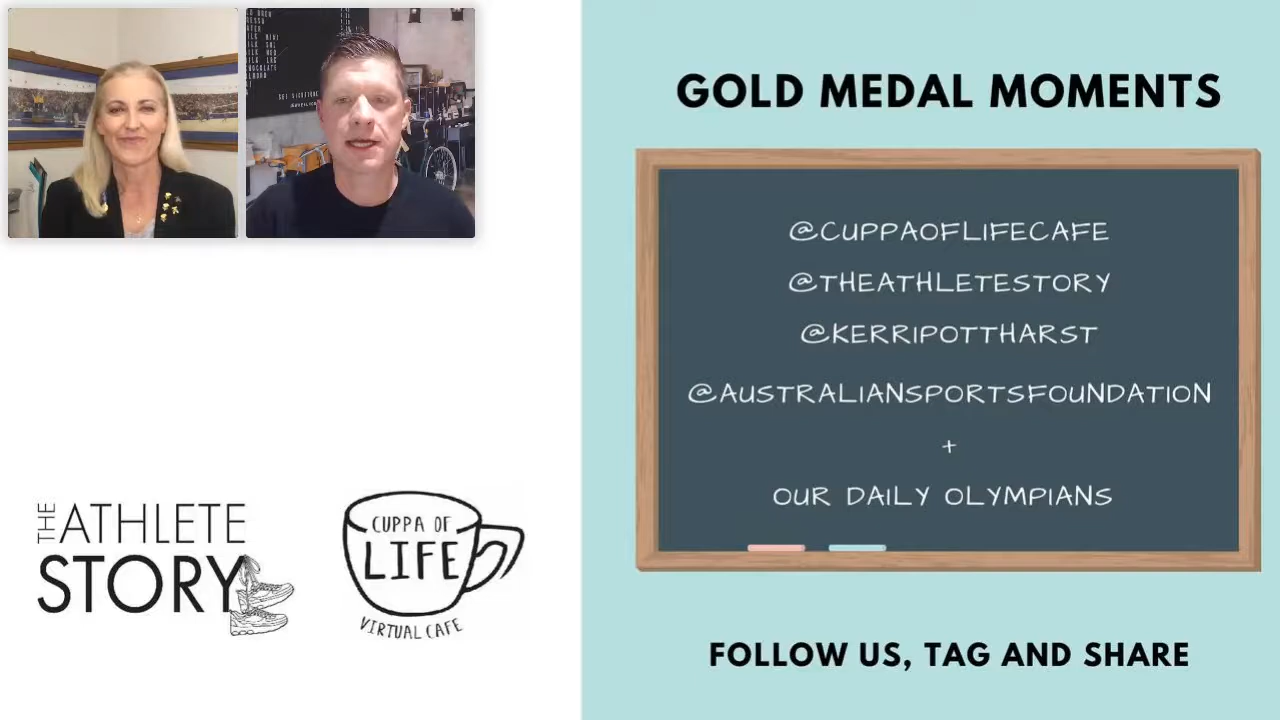 GOLD MEDAL MOMENTS
@CUPPAOFLIFECAFE
@THEATHLETESTORY
@KERRIPOTTHARST
@AUSTRALIANSPORTSFOUNDATION
+
OUR DAILY OLYMPIANS
FOLLOW US, TAG AND SHARE
THE
ATHLETE
STORY
CUPPA OF
LIFE
VIRTUAL CAFE